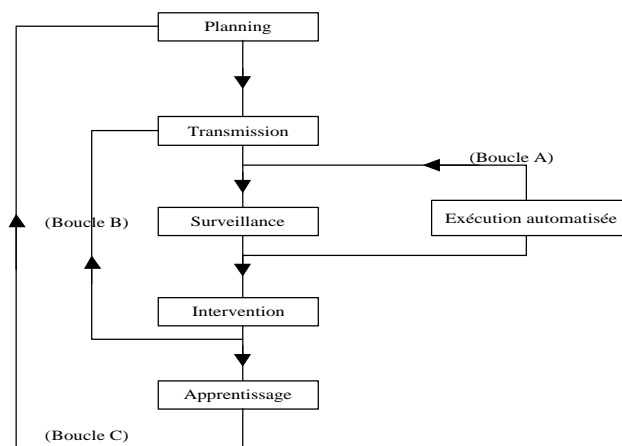 Planning
Transmission
(Boucle A)
(Boucle B)
Surveillance
Exécution automatisée
Intervention
Apprentissage
(Boucle C)